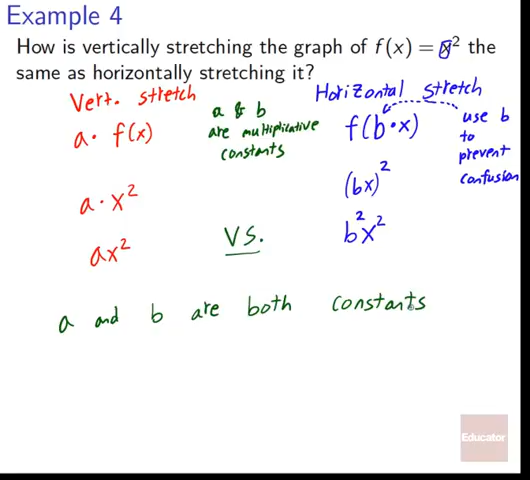 Example 4
How is vertically stretching the graph of f(x) = x² the
same as horizontally stretching it?
Vert. stretch
a · f(x)
a · x²
ax²
a & b
are multiplicative
constants
VS.
Horizontal stretch
f(b·x)
(bx)²
b²x²
use b
to
prevent
confusion
a and b are both constants
Educator